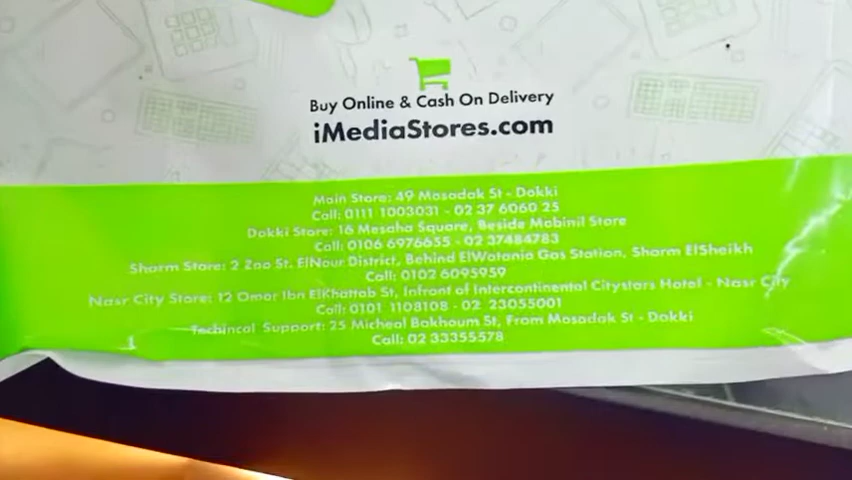 Buy Online & Cash On Delivery
iMediaStores.com
Main Store: 49 Mosadak St - Dokki
Call: 0111 1003031 - 02 37 6060 25
Dokki Store: 16 Mesaha Square, Beside Mobinil Store
Call: 0106 6976655 - 02 37484783
Sharm Store: 2 Zoo St. ElNour District, Behind ElWatania Gas Station, Sharm ElSheikh
Call: 0102 6095959
Nasr City Store: 12 Omar Ibn ElKhattab St, Infront of Intercontinental Citystars Hotel - Nasr City
Call: 0101 1108108 - 02 23055001
Techincal Support: 25 Micheal Bakhoum St, From Mosadak St - Dokki
Call: 02 33355578